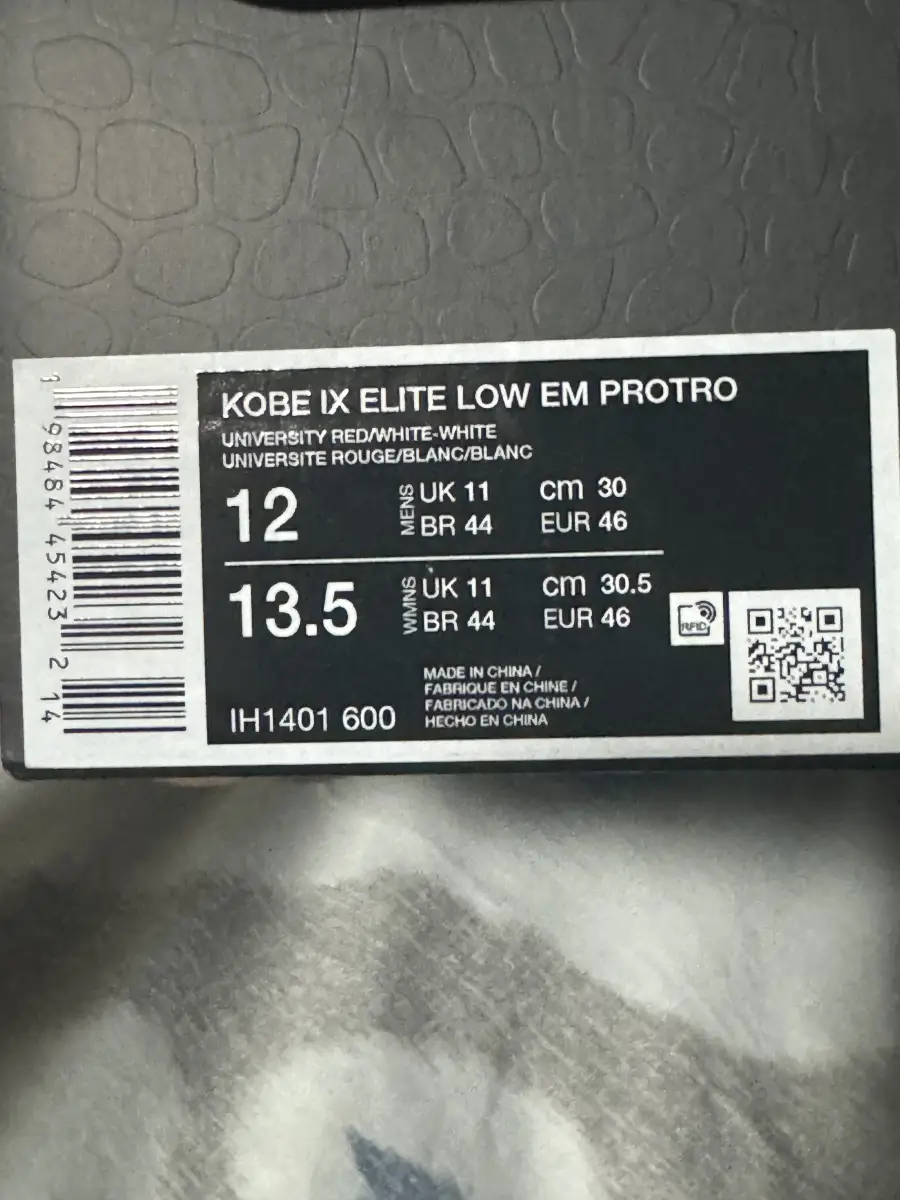 KOBE IX ELITE LOW EM PROTRO
UNIVERSITY RED/WHITE-WHITE
UNIVERSITE ROUGE/BLANC/BLANC
12
MENS
UK 11
cm 30
BR 44
EUR 46
13.5
WMNS
UK 11
cm 30.5
BR 44
EUR 46
RFID
MADE IN CHINA /
FABRIQUE EN CHINE /
FABRICADO NA CHINA /
HECHO EN CHINA
IH1401 600
1 98484 45423 2 14